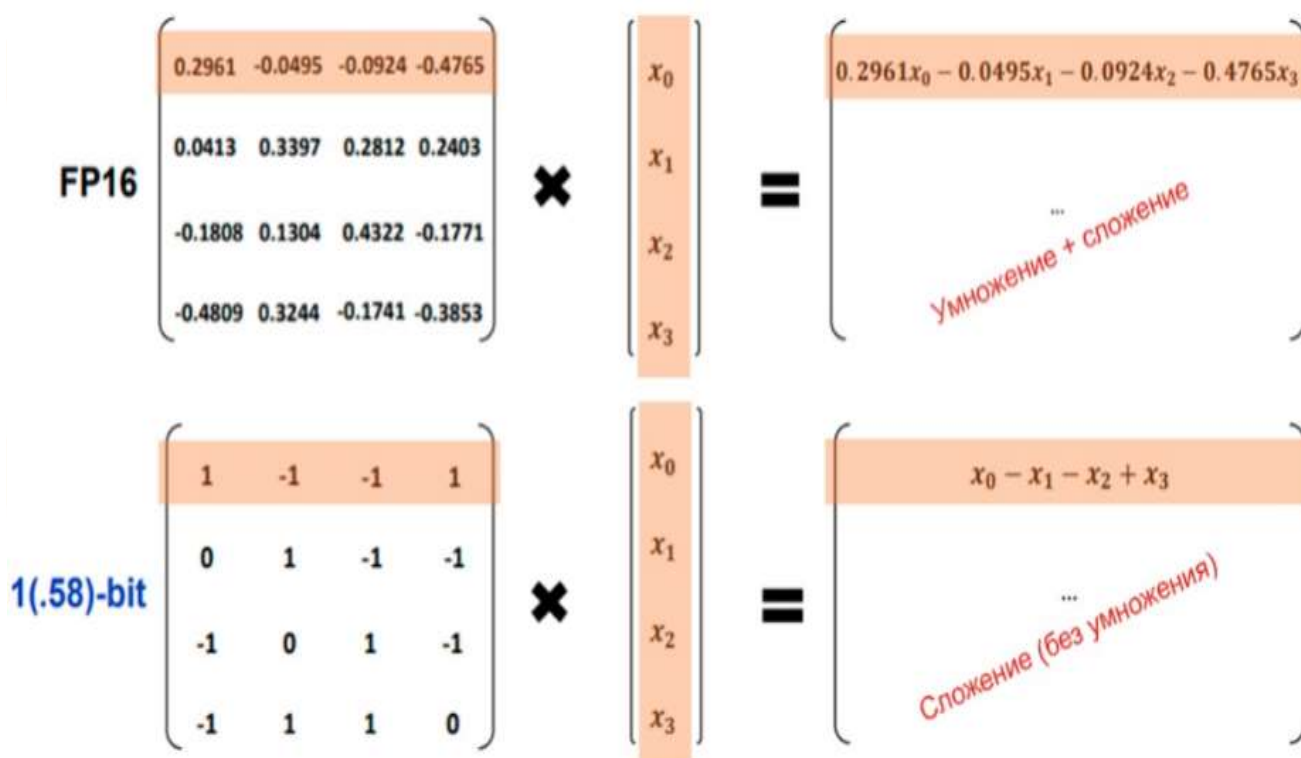 0.2961 -0.0495 -0.0924 -0.4765
x₀
0.2961x₀ − 0.0495x₁ − 0.0924x₂ − 0.4765x₃
0.0413 0.3397 0.2812 0.2403
x₁
FP16
=
...
-0.1808 0.1304 0.4322 -0.1771
x₂
Умножение + сложение
-0.4809 0.3244 -0.1741 -0.3853
x₃
1 -1 -1 1
x₀
x₀ − x₁ − x₂ + x₃
0 1 -1 -1
x₁
1(.58)-bit
=
...
-1 0 1 -1
x₂
Сложение (без умножения)
-1 1 1 0
x₃